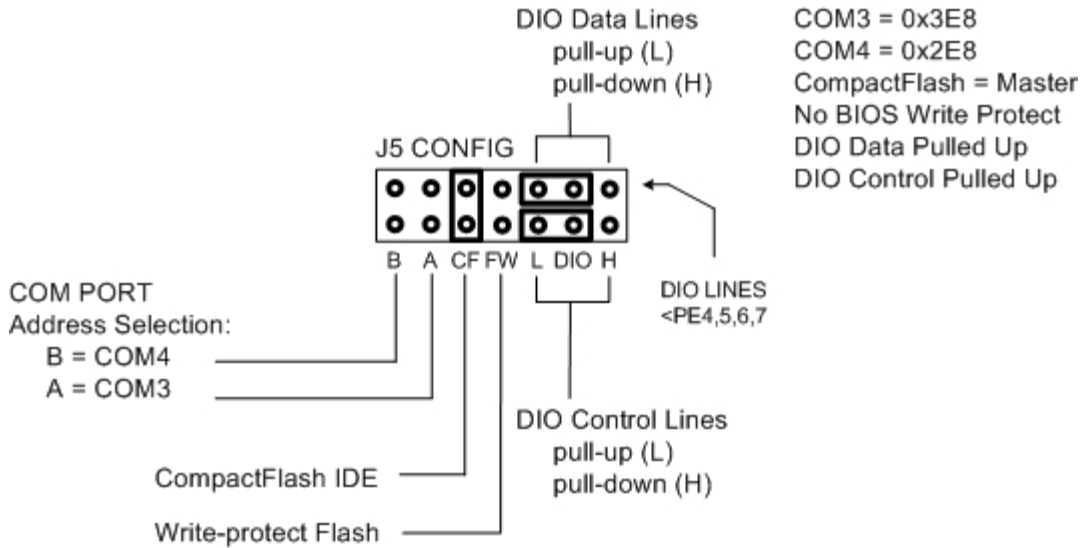 DIO Data Lines
pull-up (L)
pull-down (H)
COM3 = 0x3E8
COM4 = 0x2E8
CompactFlash = Master
No BIOS Write Protect
DIO Data Pulled Up
DIO Control Pulled Up
J5 CONFIG
B A CF FW L DIO H
DIO LINES
<PE4,5,6,7
COM PORT
Address Selection:
B = COM4
A = COM3
DIO Control Lines
pull-up (L)
pull-down (H)
CompactFlash IDE
Write-protect Flash